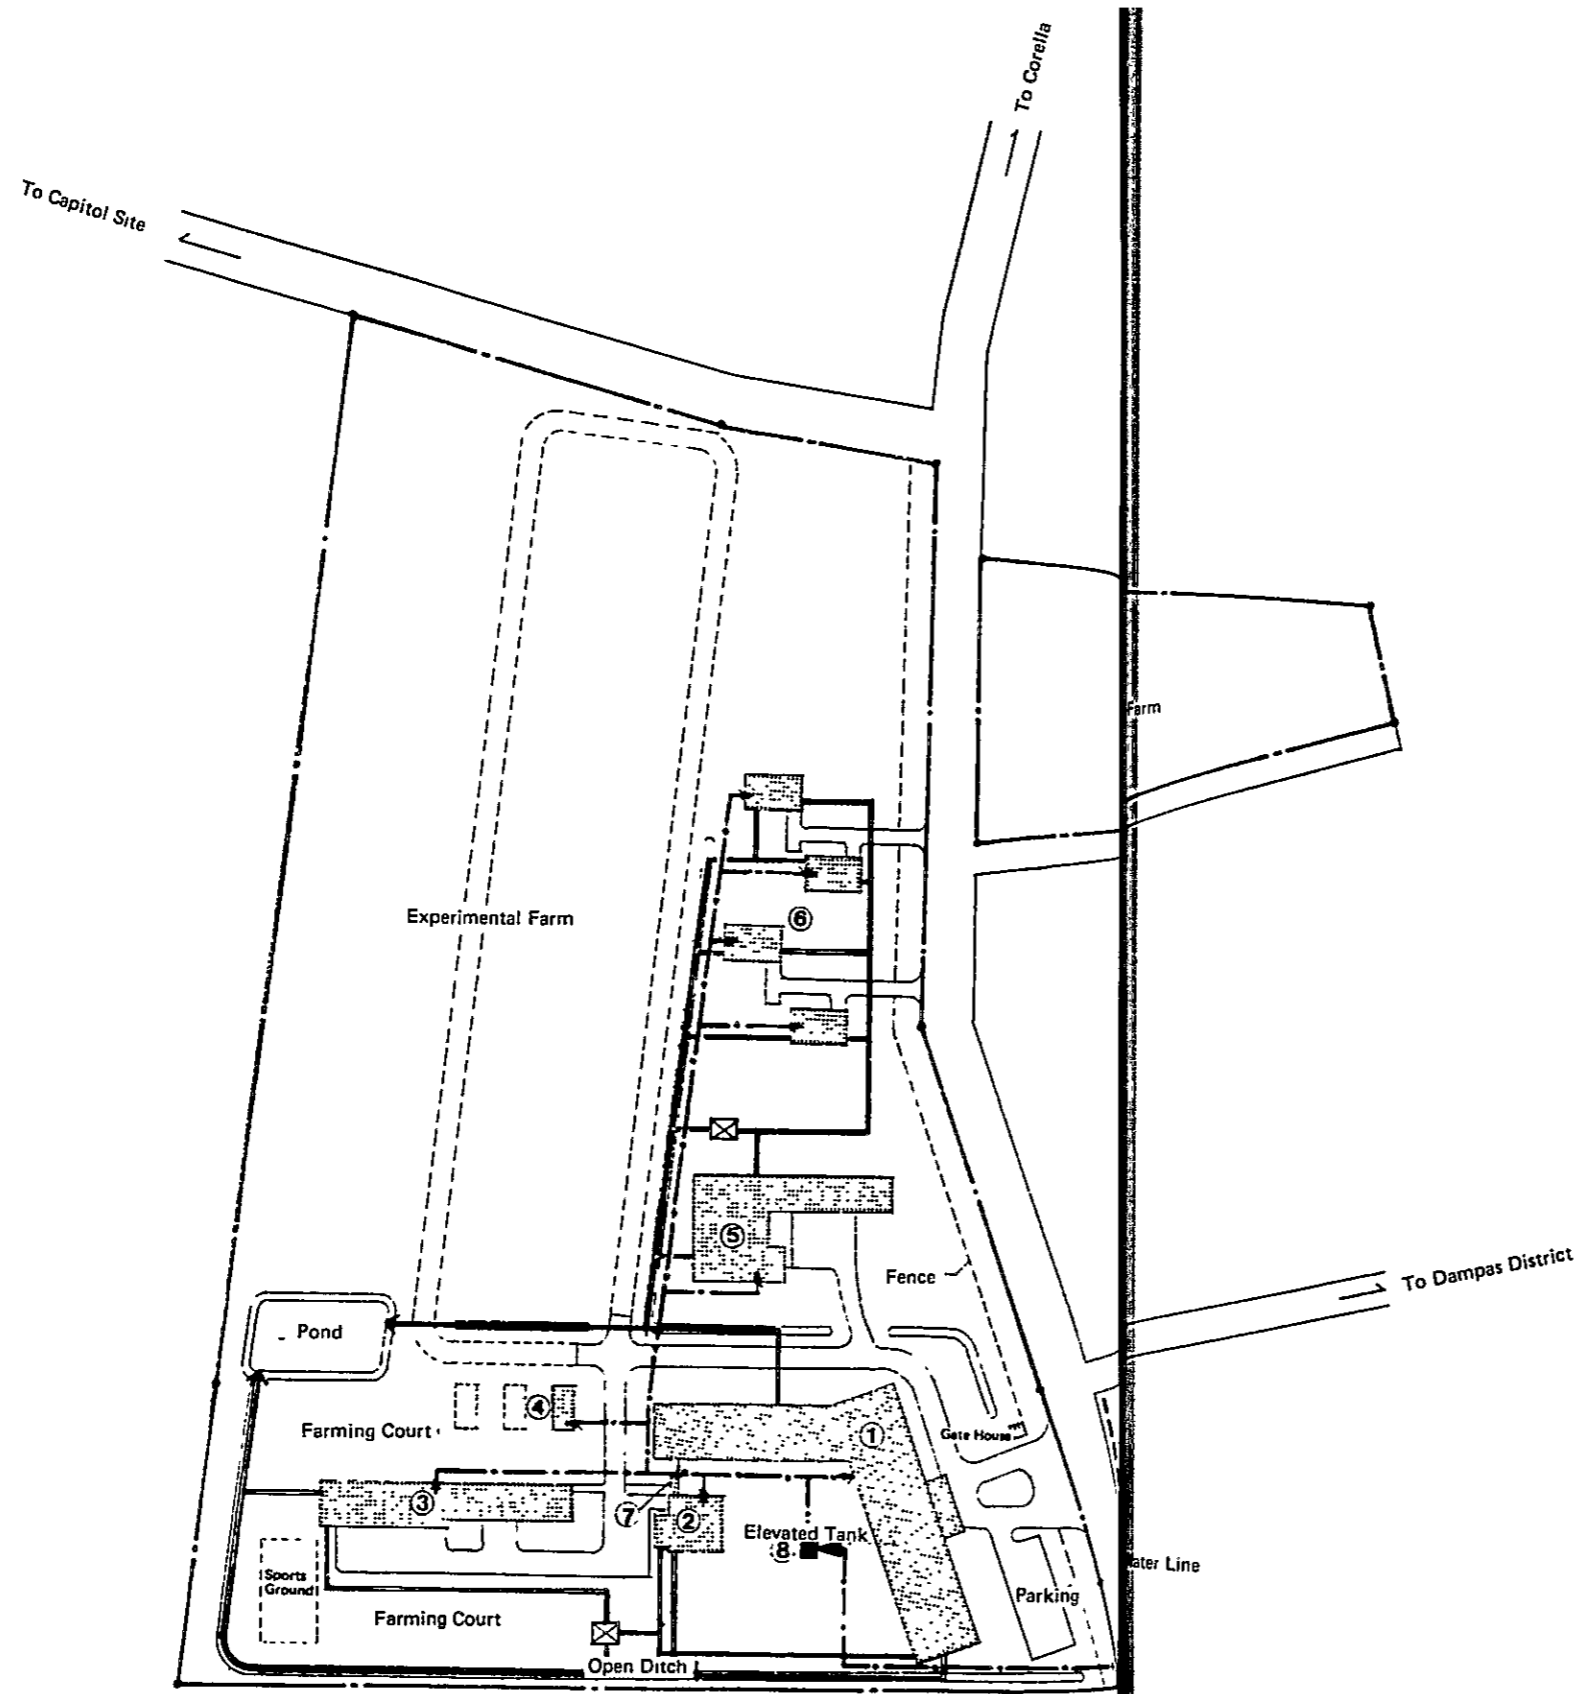 To Corella
To Capitol Site
farm
Experimental Farm
6
5
Fence
To Dampas District
Pond
4
Farming Court
1
Gate House
3
7
2
Elevated Tank
8
Sports
Ground
Farming Court
Parking
ater Line
Open Ditch